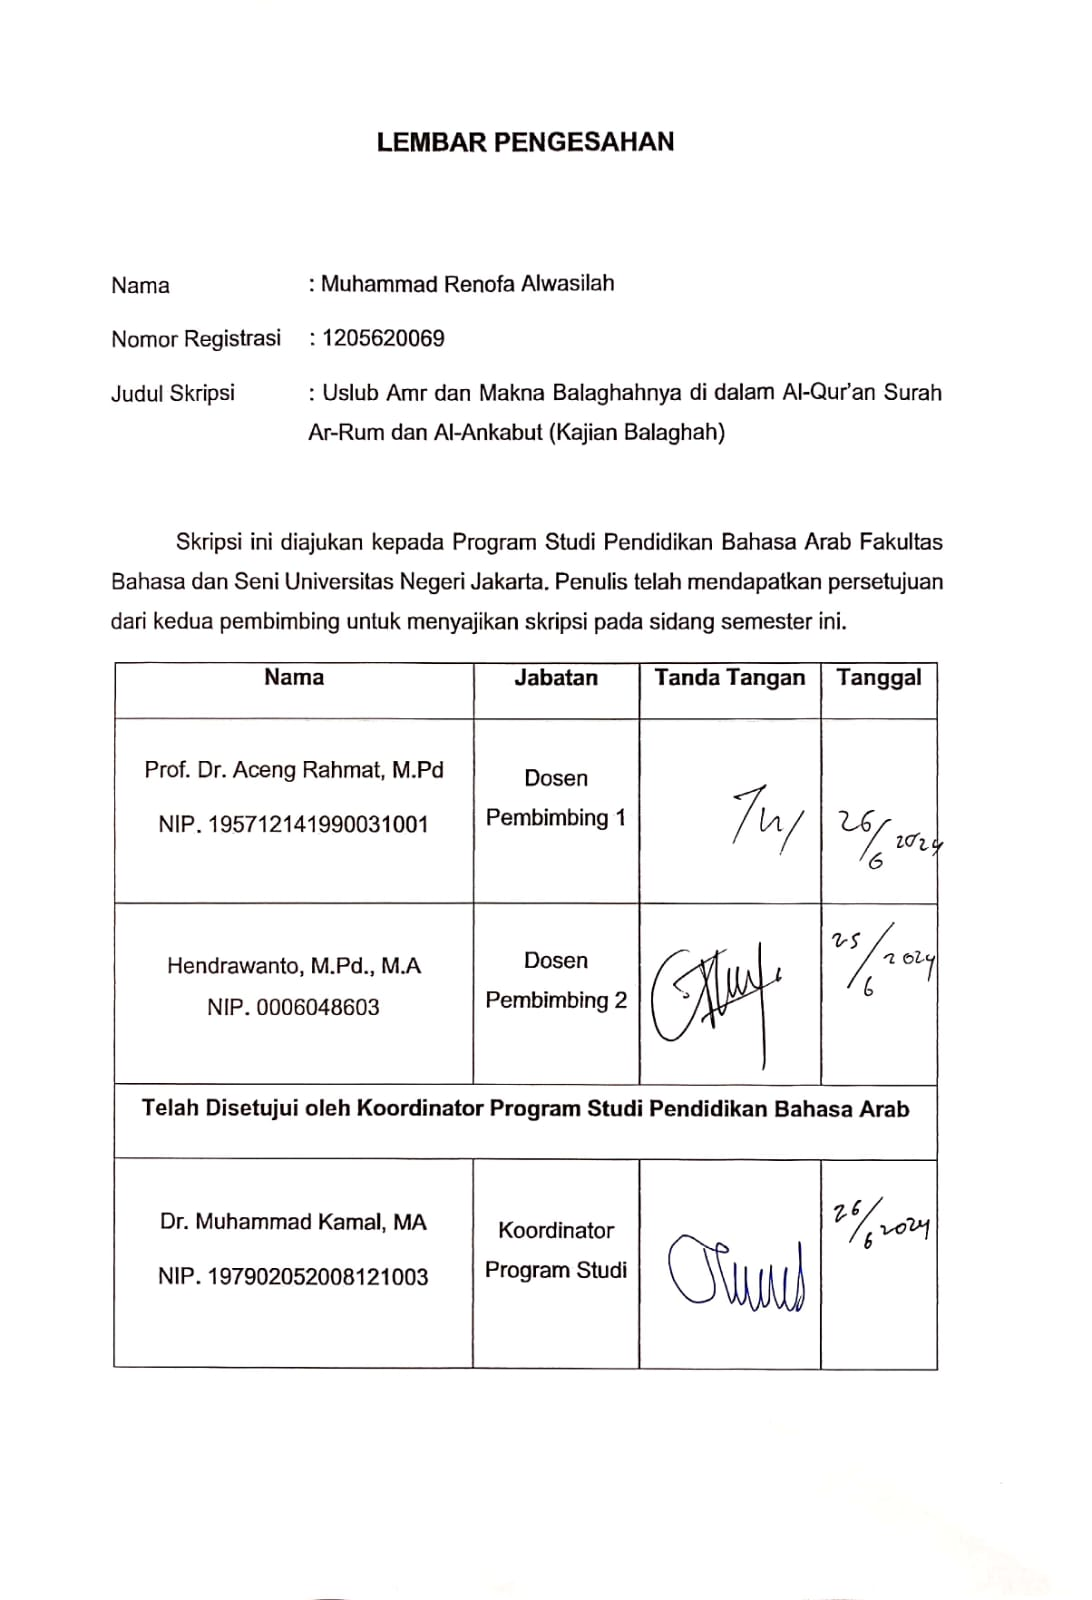 LEMBAR PENGESAHAN
Nama : Muhammad Renofa Alwasilah
Nomor Registrasi : 1205620069
Judul Skripsi : Uslub Amr dan Makna Balaghahnya di dalam Al-Qur'an Surah
Ar-Rum dan Al-Ankabut (Kajian Balaghah)
Skripsi ini diajukan kepada Program Studi Pendidikan Bahasa Arab Fakultas
Bahasa dan Seni Universitas Negeri Jakarta. Penulis telah mendapatkan persetujuan
dari kedua pembimbing untuk menyajikan skripsi pada sidang semester ini.
Nama Jabatan Tanda Tangan Tanggal
Prof. Dr. Aceng Rahmat, M.Pd
NIP. 195712141990031001
Dosen
Pembimbing 1
26/6 2024
Hendrawanto, M.Pd., M.A
NIP. 0006048603
Dosen
Pembimbing 2
25/6 2024
Telah Disetujui oleh Koordinator Program Studi Pendidikan Bahasa Arab
Dr. Muhammad Kamal, MA
NIP. 197902052008121003
Koordinator
Program Studi
26/6 2024